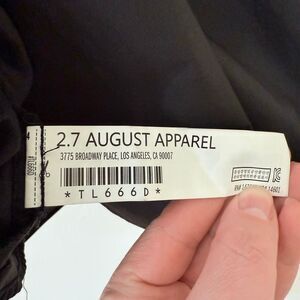 2.7 AUGUST APPAREL
3775 BROADWAY PLACE, LOS ANGELES, CA 90007
*TL666D*